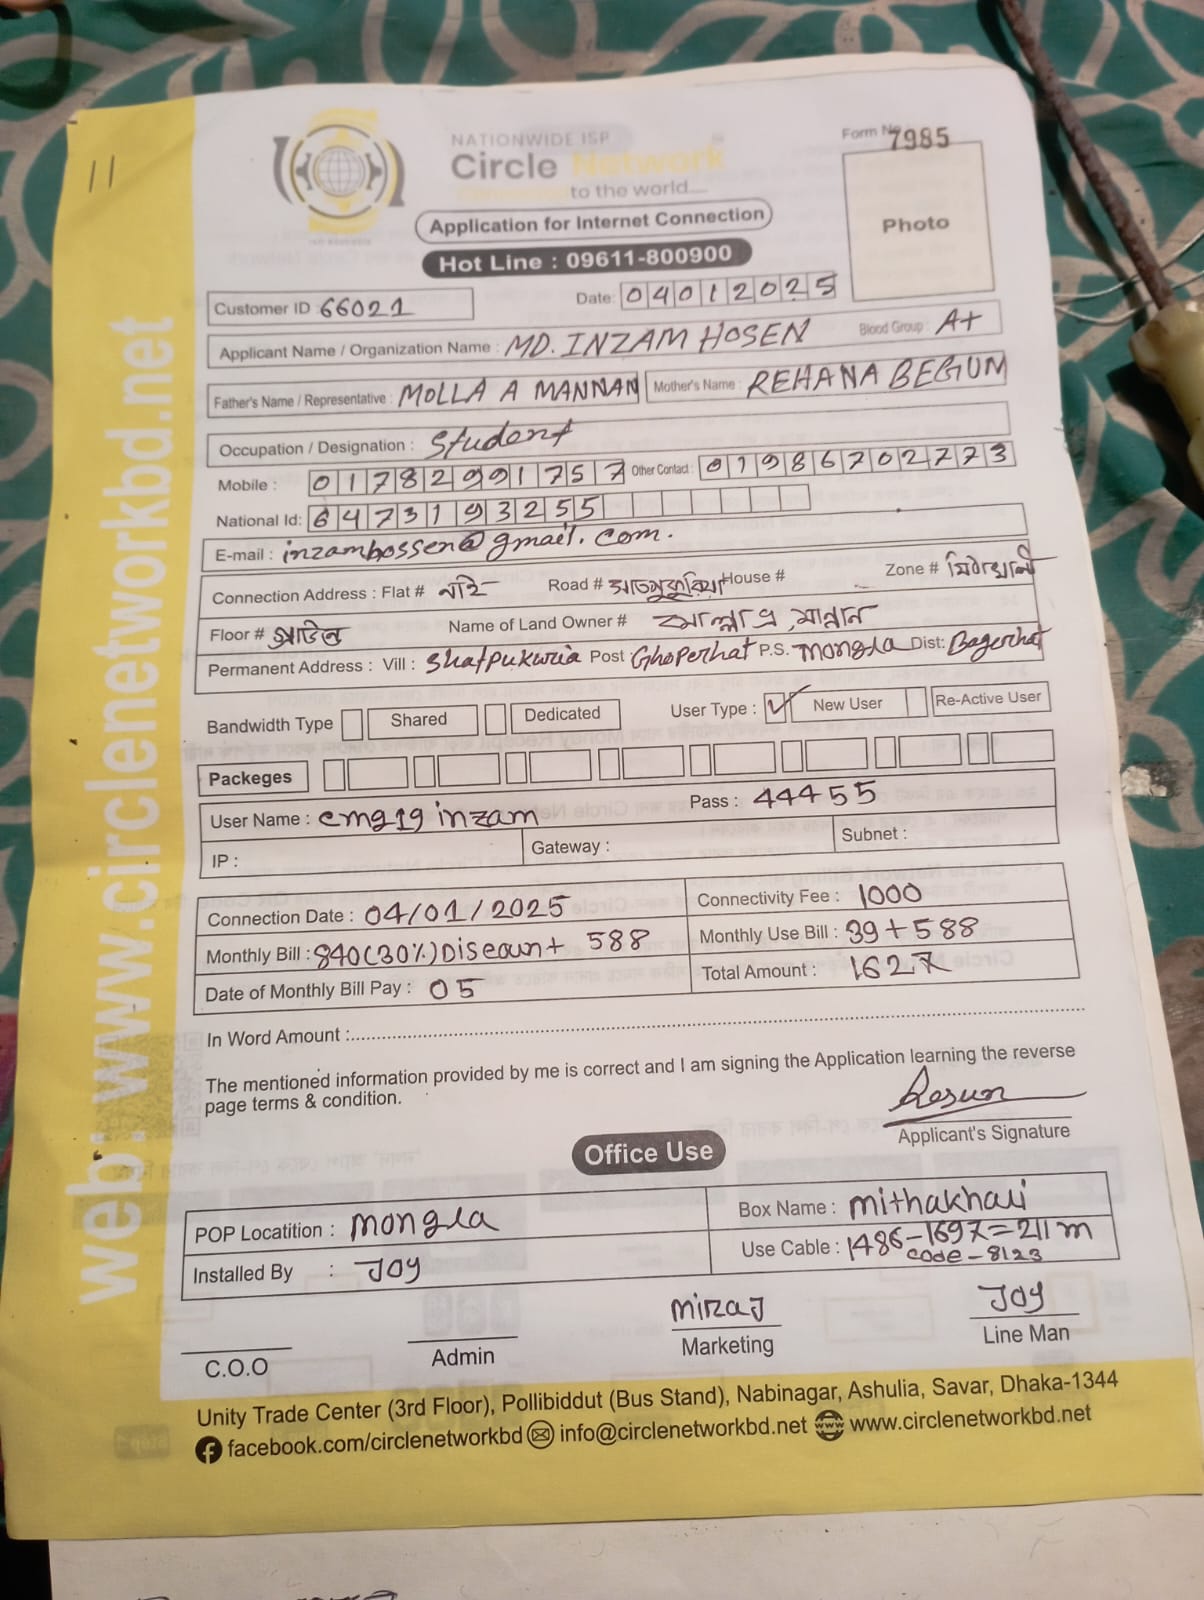 11
NATIONWIDE ISP
Form No 7985
Circle Network
to the world....
Application for Internet Connection
Photo
Hot Line : 09611-800900
Customer ID 66021
Date: 04012025
Applicant Name / Organization Name : MD. INZAM HOSEN Blood Group : A+
Father's Name / Representative : MOLLA A MANNAN Mother's Name : REHANA BEGUM
Occupation / Designation : Student
Mobile : 01782991757 Other Contact : 01986702773
National Id: 6473193255
E-mail : inzamhossen@gmail.com.
Connection Address : Flat # নাই Road # সাতপুকুরিয়া House # Zone # মিঠাখালী
Floor # Name of Land Owner # মোল্লা এ, মান্নান
Permanent Address : Vill : Shatpukuria Post Ghoperhat P.S. Mongla Dist: Bagerhat
Bandwidth Type Shared Dedicated User Type : ✓ New User Re-Active User
Packeges
User Name : cmg19inzam Pass : 44455
IP : Gateway : Subnet :
Connection Date : 04/01/2025 Connectivity Fee : 1000
Monthly Bill : 840(30%)Discount 588 Monthly Use Bill : 39+588
Date of Monthly Bill Pay : 05 Total Amount : 1627
In Word Amount :
The mentioned information provided by me is correct and I am signing the Application learning the reverse
page terms & condition.
Applicant's Signature
Office Use
POP Locatition : Mongla Box Name : Mithakhali
Installed By : Joy Use Cable : 1486-1697=211m
code-8123
Miraj Joy
C.O.O Admin Marketing Line Man
Unity Trade Center (3rd Floor), Pollibiddut (Bus Stand), Nabinagar, Ashulia, Savar, Dhaka-1344
facebook.com/circlenetworkbd info@circlenetworkbd.net www.circlenetworkbd.net
web: www.circlenetworkbd.net